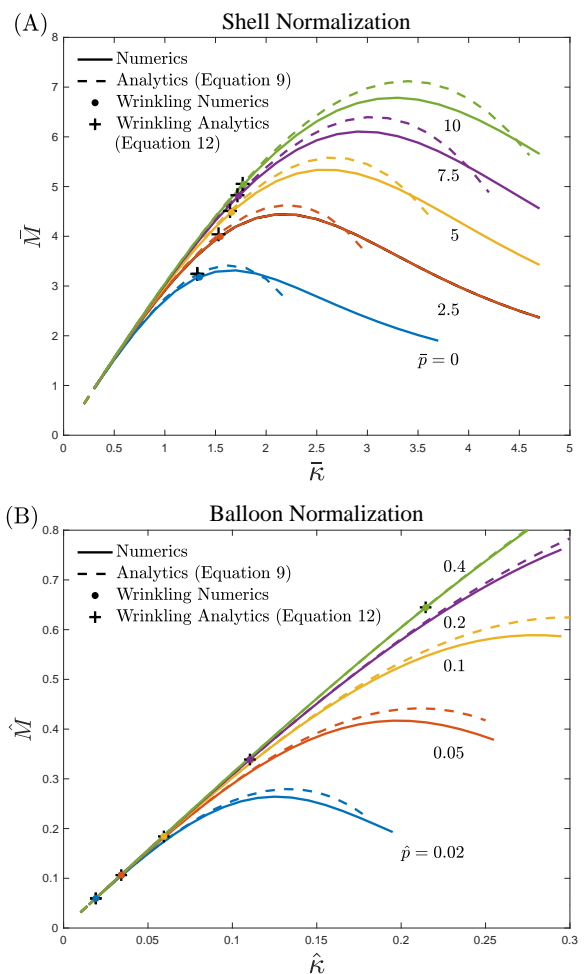 (A)
Shell Normalization
Numerics
Analytics (Equation 9)
Wrinkling Numerics
Wrinkling Analytics
(Equation 12)
10
7.5
5
2.5
p̄ = 0
8
7
6
5
4
3
2
1
0
M̄
0 0.5 1 1.5 2 2.5 3 3.5 4 4.5 5
κ̄
(B)
Balloon Normalization
Numerics
Analytics (Equation 9)
Wrinkling Numerics
Wrinkling Analytics (Equation 12)
0.4
0.2
0.1
0.05
p̂ = 0.02
0.8
0.7
0.6
0.5
0.4
0.3
0.2
0.1
0
M̂
0 0.05 0.1 0.15 0.2 0.25 0.3
κ̂